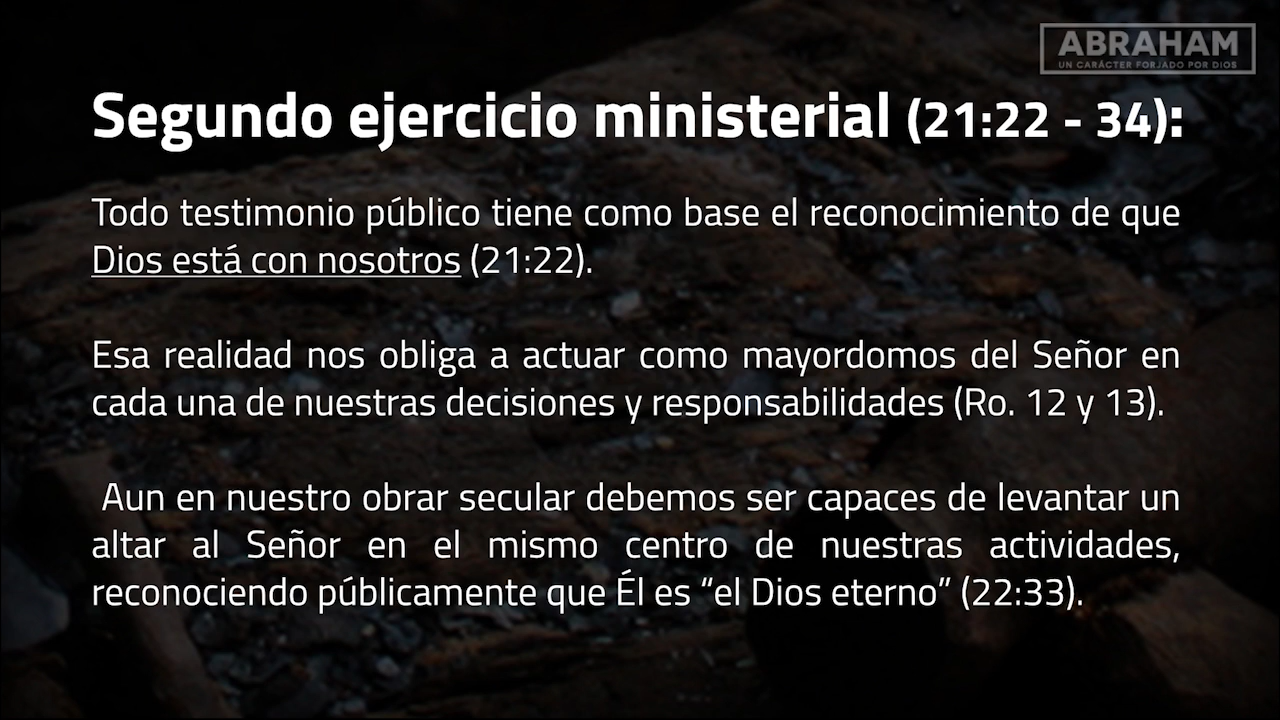 ABRAHAM
UN CARÁCTER FORJADO POR DIOS
Segundo ejercicio ministerial (21:22 - 34):
Todo testimonio público tiene como base el reconocimiento de que
Dios está con nosotros (21:22).
Esa realidad nos obliga a actuar como mayordomos del Señor en
cada una de nuestras decisiones y responsabilidades (Ro. 12 y 13).
Aun en nuestro obrar secular debemos ser capaces de levantar un
altar al Señor en el mismo centro de nuestras actividades,
reconociendo públicamente que Él es “el Dios eterno” (22:33).